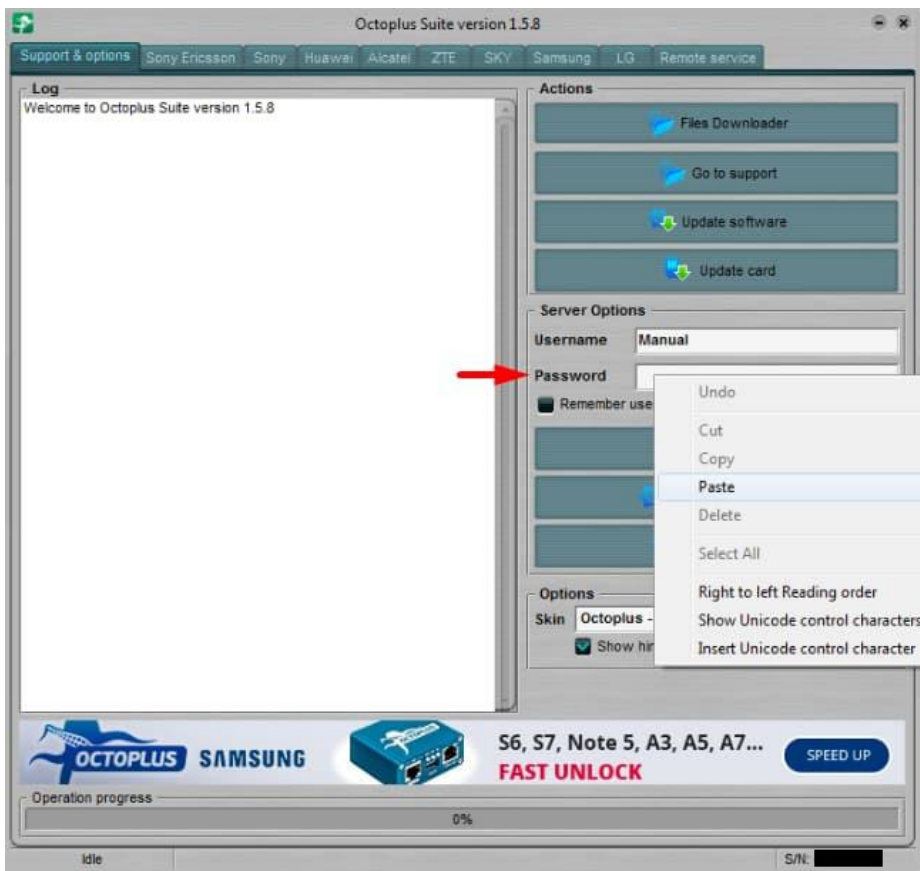 Octoplus Suite version 1.5.8
Support & options Sony Ericsson Sony Huawei Alcatel ZTE SKY Samsung LG Remote service
Log
Welcome to Octoplus Suite version 1.5.8
Actions
Files Downloader
Go to support
Update software
Update card
Server Options
Username Manual
Password
Remember use
Undo
Cut
Copy
Paste
Delete
Select All
Right to left Reading order
Show Unicode control characters
Insert Unicode control character
Options
Skin Octoplus -
Show hin
OCTOPLUS SAMSUNG
S6, S7, Note 5, A3, A5, A7...
FAST UNLOCK
SPEED UP
Operation progress
0%
Idle
S/N: